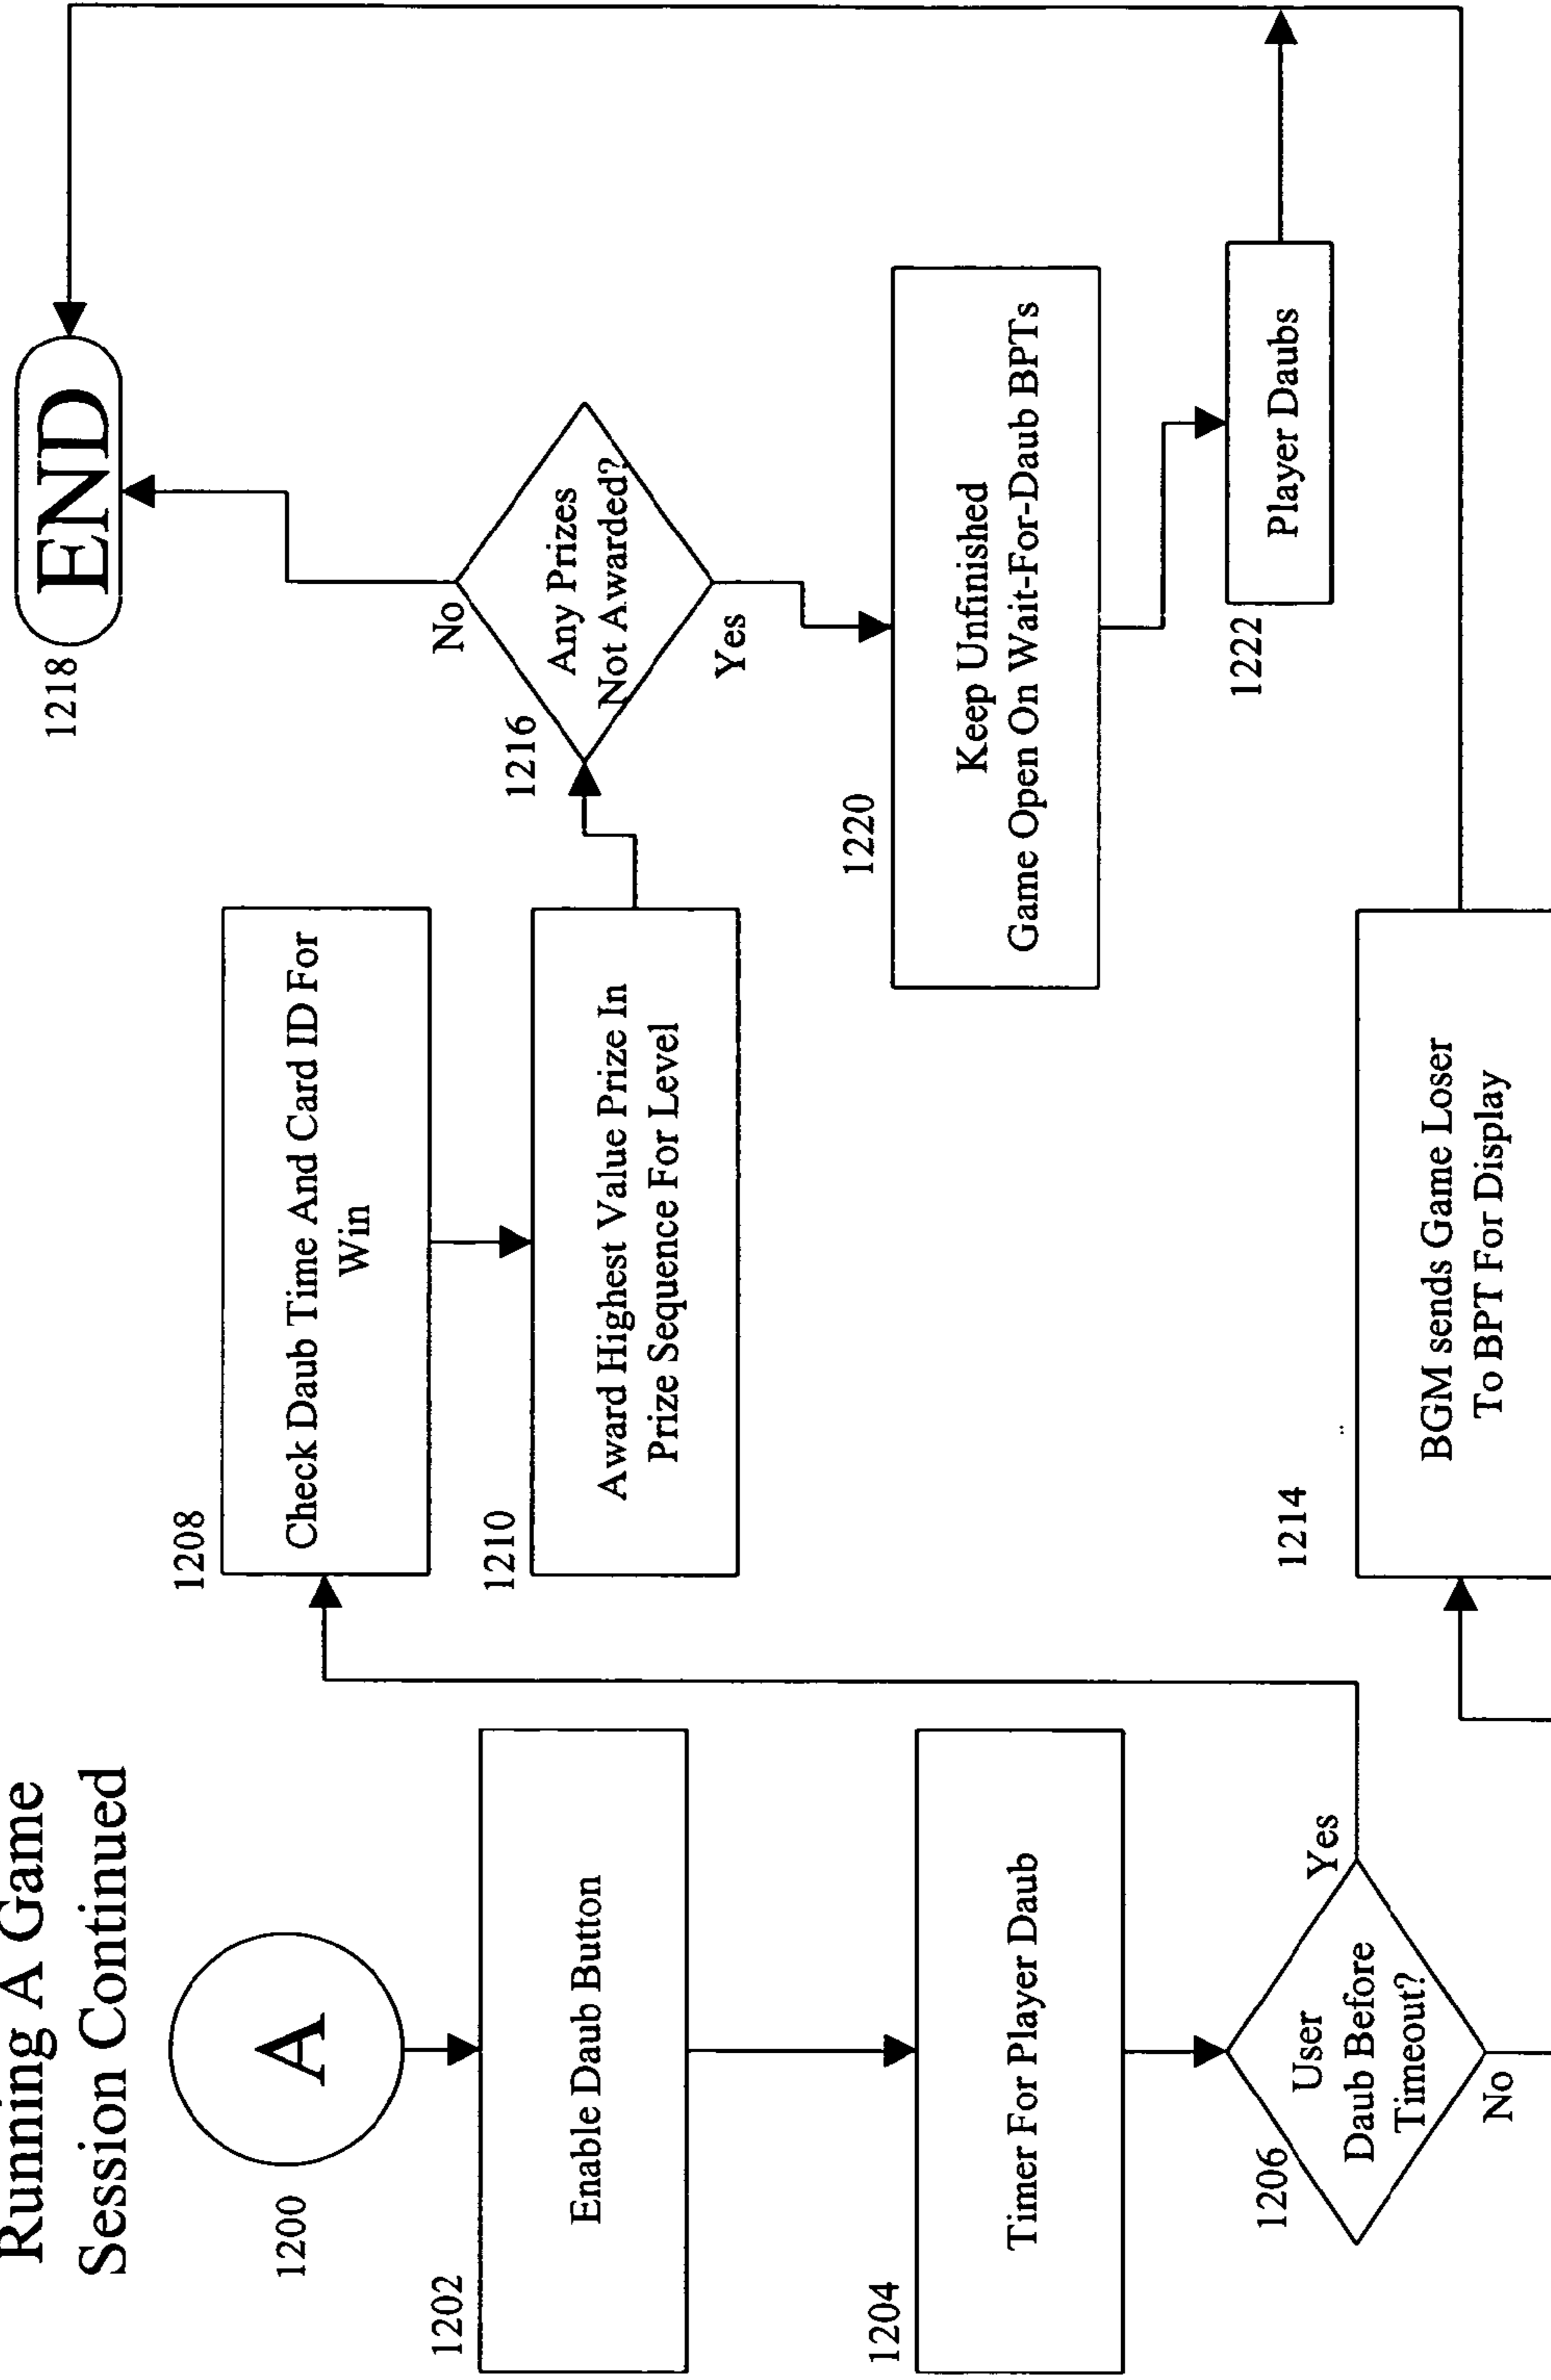 Running A Game
Session Continued
1200
A
1202
Enable Daub Button
1204
Timer For Player Daub
1206
User
Daub Before
Timeout?
Yes
No
1208
Check Daub Time And Card ID For
Win
1210
Award Highest Value Prize In
Prize Sequence For Level
1214
BGM sends Game Loser
To BPT For Display
1216
Any Prizes
Not Awarded?
No
Yes
1218
END
1220
Keep Unfinished
Game Open On Wait-For-Daub BPTs
1222
Player Daubs